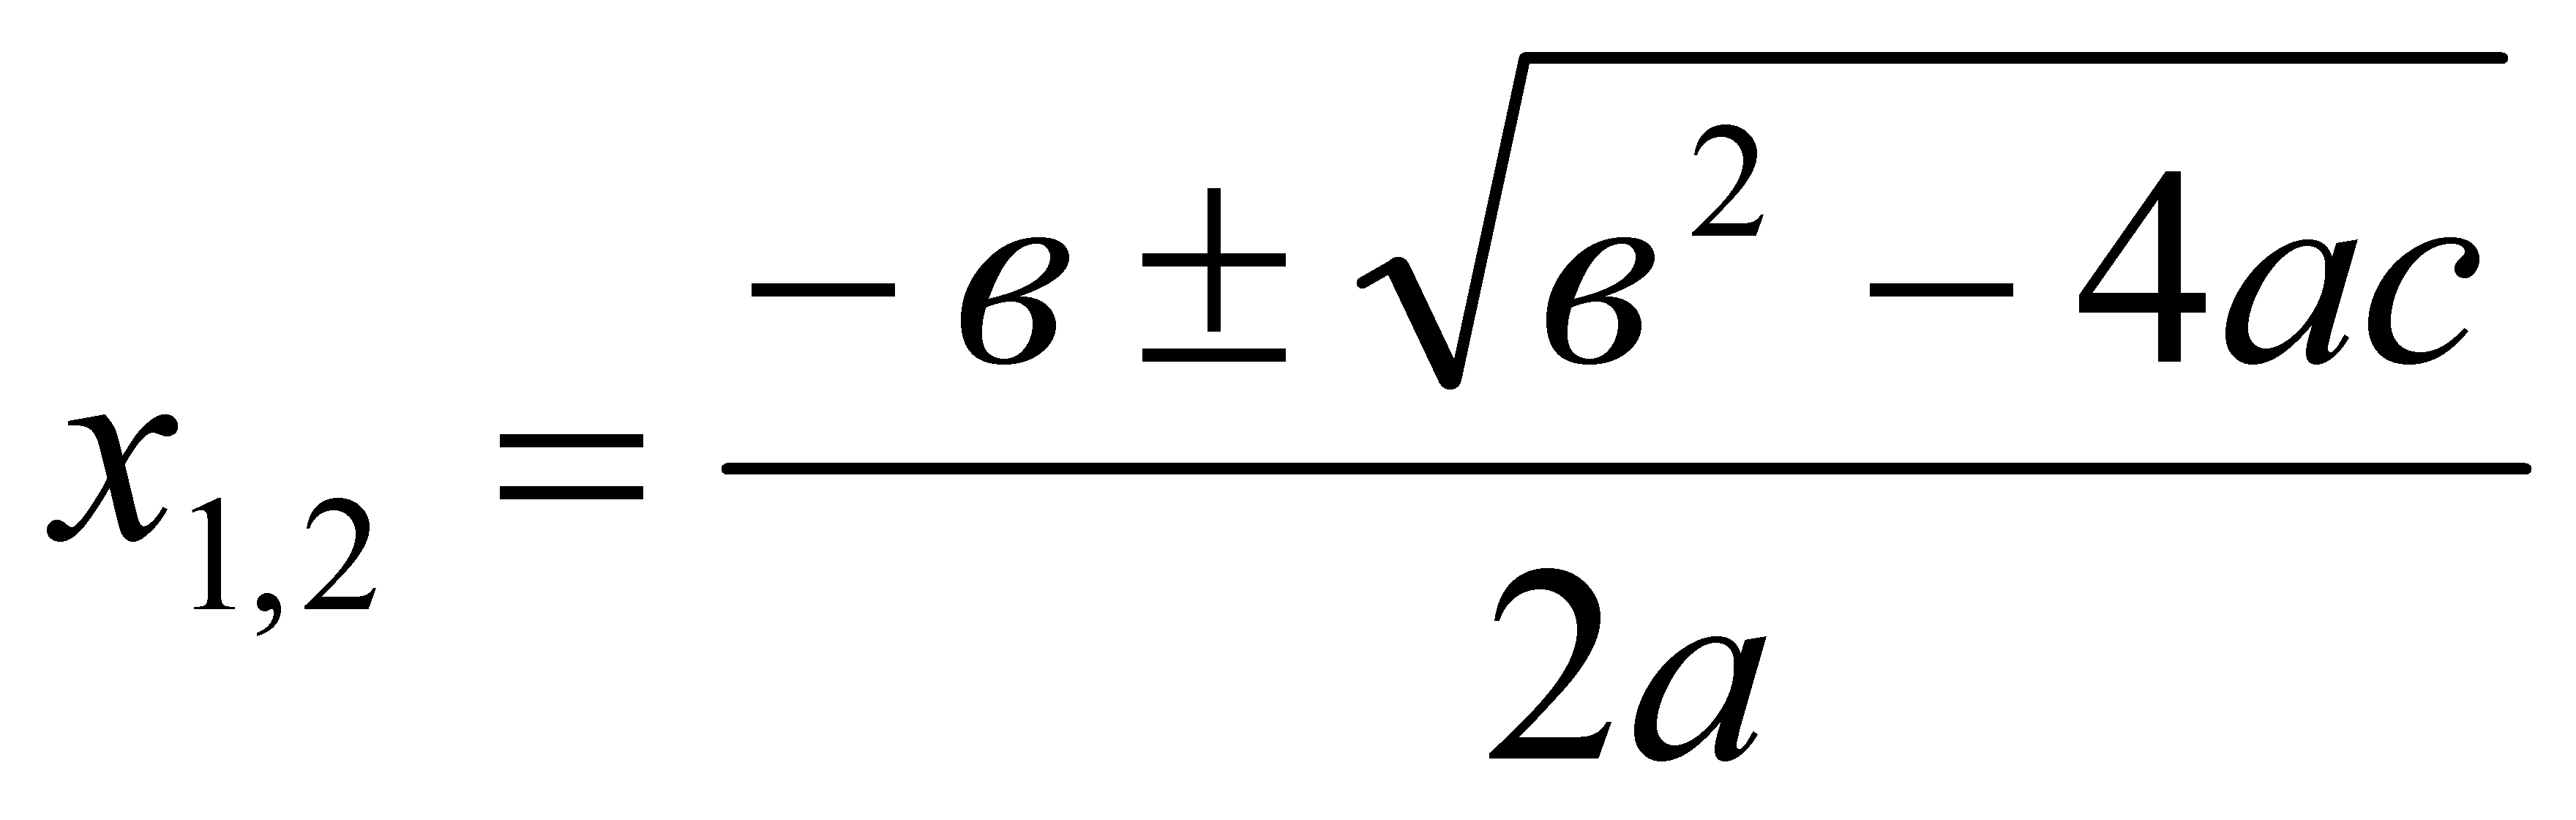 x₁,₂ = (−в ± √(в² − 4ac)) / 2a